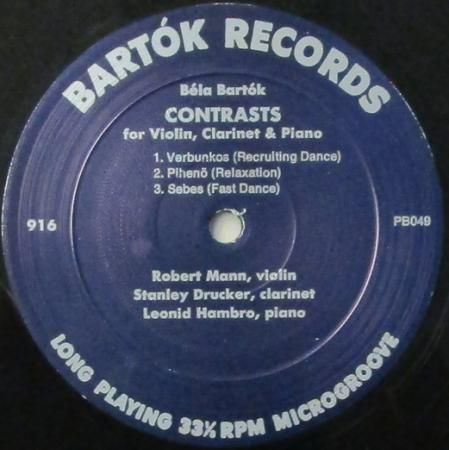 BARTÓK RECORDS
Béla Bartók
CONTRASTS
for Violin, Clarinet & Piano
1. Verbunkos (Recruiting Dance)
2. Pihenö (Relaxation)
3. Sebes (Fast Dance)
916
PB049
Robert Mann, violin
Stanley Drucker, clarinet
Leonid Hambro, piano
LONG PLAYING 33⅓ RPM MICROGROOVE